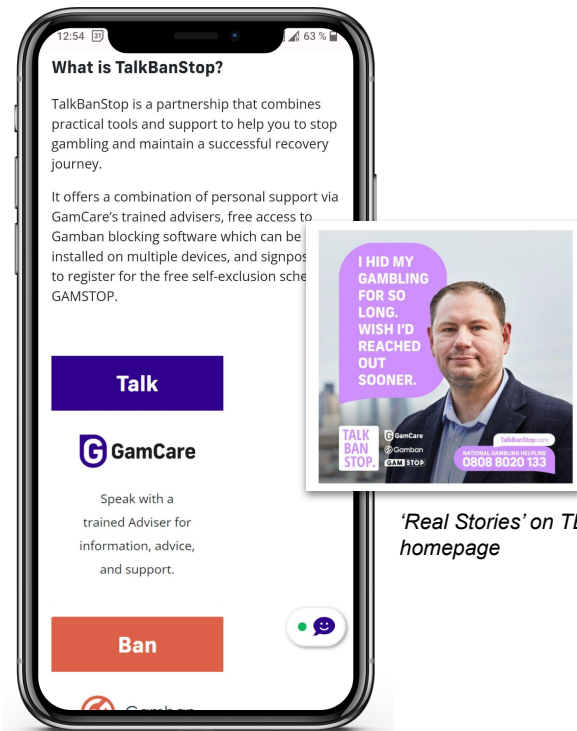 12:54 31 63 %
What is TalkBanStop?
TalkBanStop is a partnership that combines
practical tools and support to help you to stop
gambling and maintain a successful recovery
journey.
It offers a combination of personal support via
GamCare's trained advisers, free access to
Gamban blocking software which can be
installed on multiple devices, and
to register for the free self-exclusion
GAMSTOP.
Talk
GamCare
Speak with a
trained Adviser for
information, advice,
and support.
Ban
I HID MY
GAMBLING
FOR SO
LONG.
WISH I'D
REACHED
OUT
SOONER.
TALK
BAN
STOP.
GamCare
Gamban
GAMSTOP
TalkBanStop.com
NATIONAL GAMBLING HELPLINE
0808 8020 133
'Real Stories' on
homepage